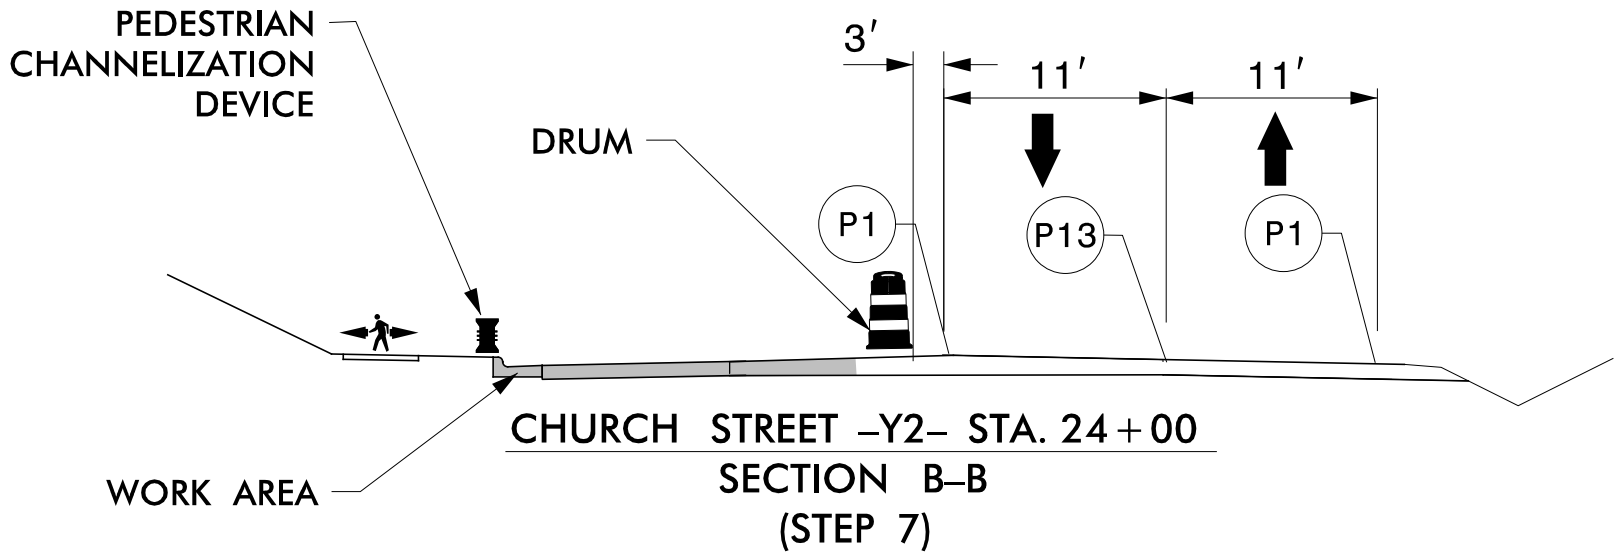 PEDESTRIAN
CHANNELIZATION
DEVICE
3'
11'
11'
DRUM
P1
P13
P1
CHURCH STREET –Y2– STA. 24+00
SECTION B–B
(STEP 7)
WORK AREA